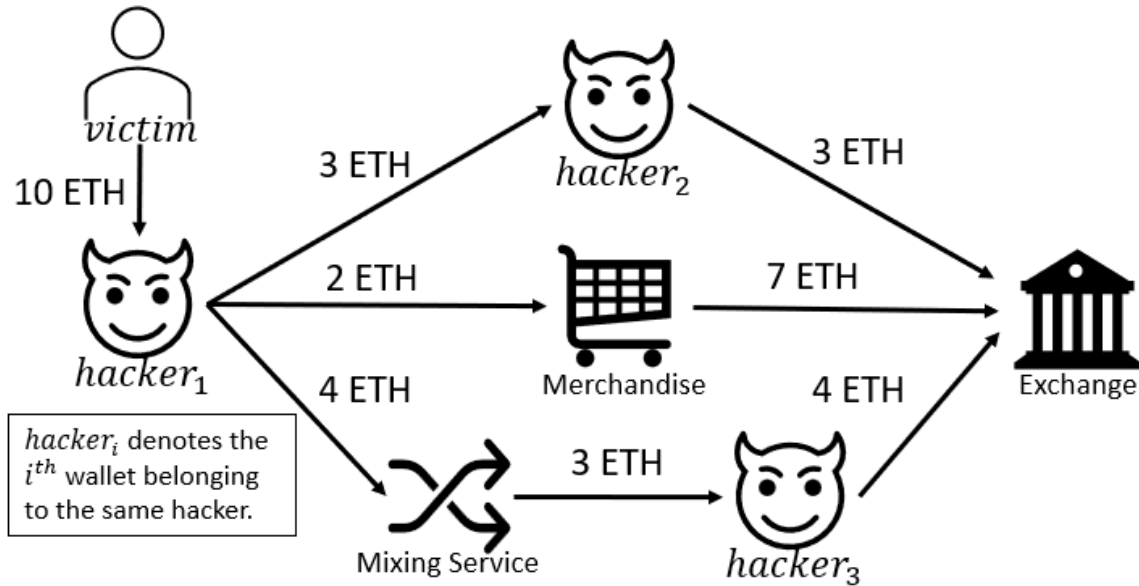 victim
10 ETH
hacker₁
3 ETH
hacker₂
3 ETH
2 ETH
Merchandise
7 ETH
Exchange
4 ETH
Mixing Service
3 ETH
hacker₃
4 ETH
hackerᵢ denotes the
iᵗʰ wallet belonging
to the same hacker.